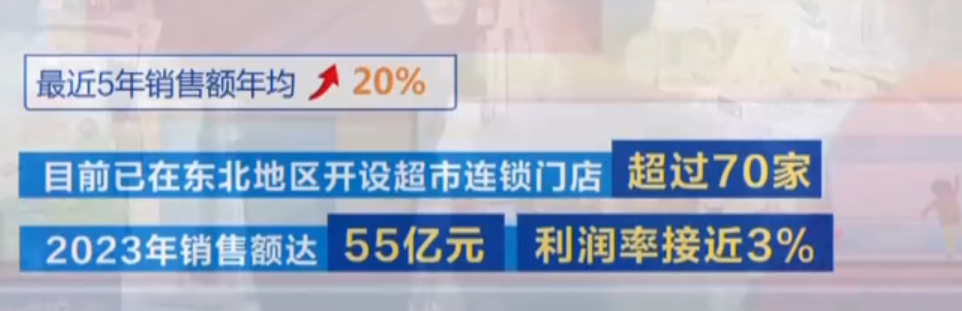 最近5年销售额年均 20%
目前已在东北地区开设超市连锁门店 超过70家
2023年销售额达 55亿元 利润率接近3%